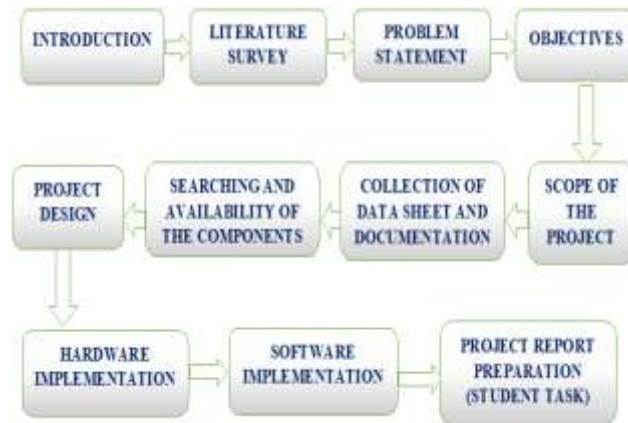 INTRODUCTION
LITERATURE
SURVEY
PROBLEM
STATEMENT
OBJECTIVES
SCOPE OF
THE
PROJECT
COLLECTION OF
DATA SHEET AND
DOCUMENTATION
SEARCHING AND
AVAILABILITY OF
THE COMPONENTS
PROJECT
DESIGN
HARDWARE
IMPLEMENTATION
SOFTWARE
IMPLEMENTATION
PROJECT REPORT
PREPARATION
(STUDENT TASK)